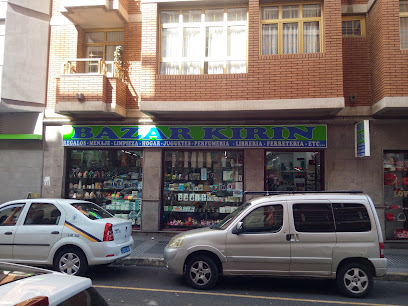 BAZAR KIRIN
REGALOS - MENAJE - LIMPIEZA - HOGAR - JUGUETES - PERFUMERIA - LIBRERIA - FERRETERIA - ETC...